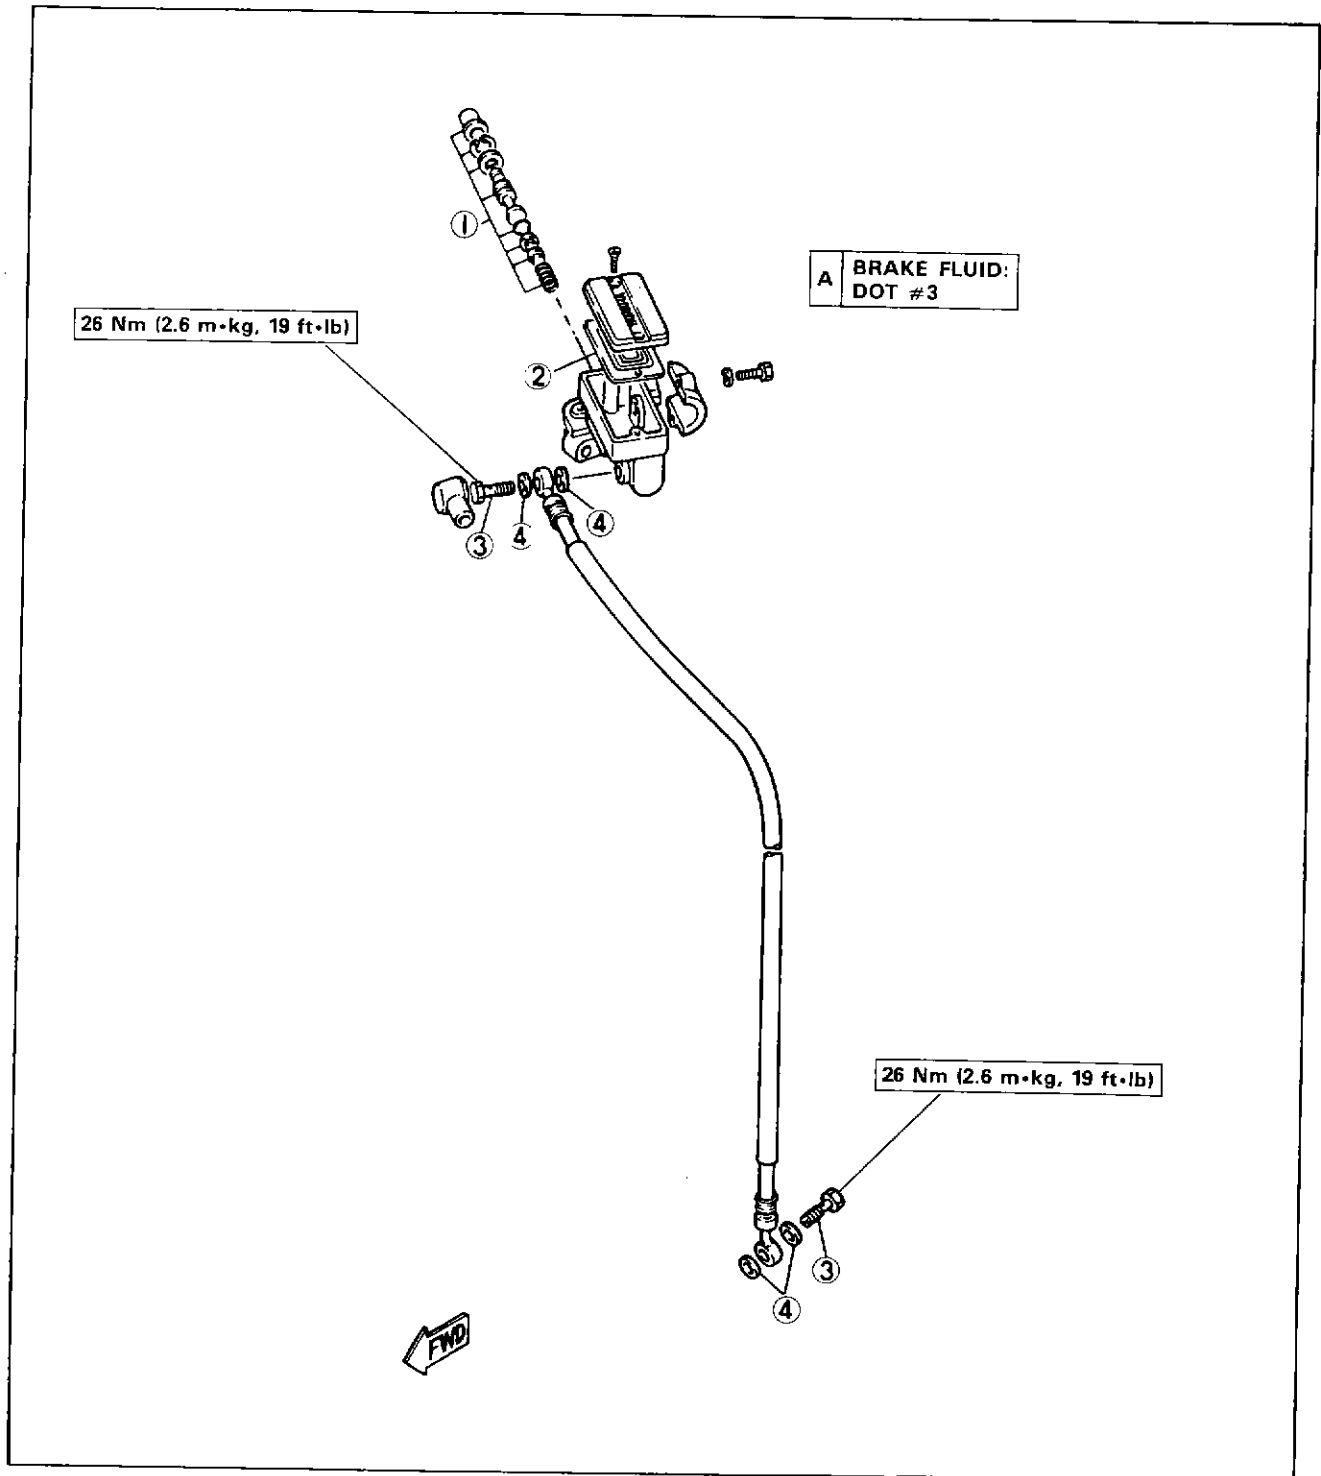 ①
26 Nm (2.6 m•kg, 19 ft•lb)
A
BRAKE FLUID:
DOT #3
②
③
④
④
26 Nm (2.6 m•kg, 19 ft•lb)
③
④
FWD